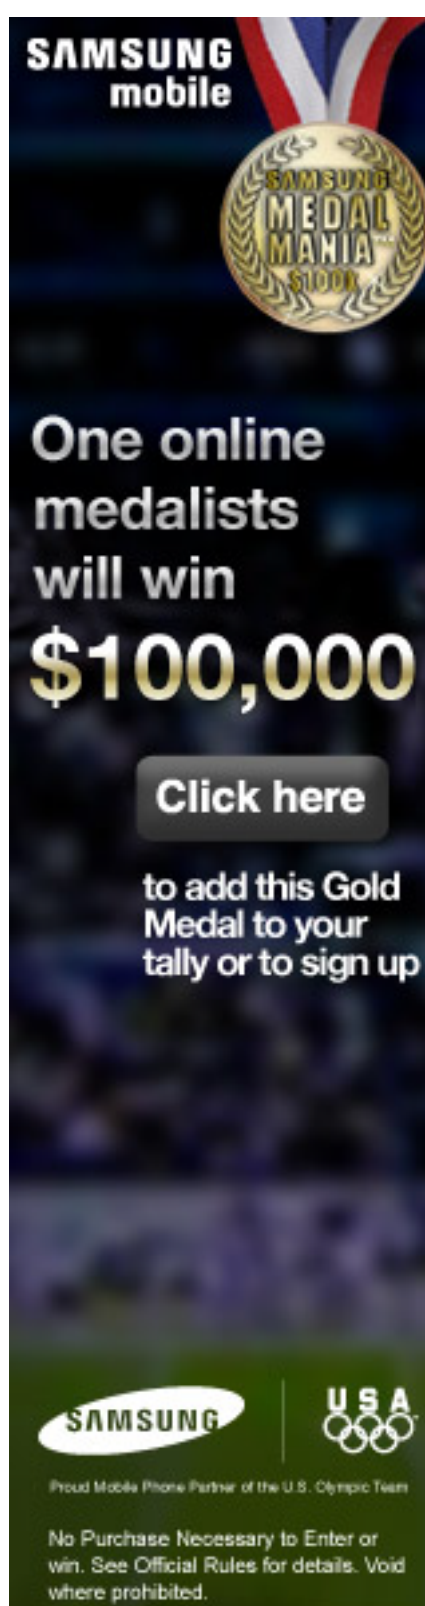 SAMSUNG
mobile
SAMSUNG
MEDAL
MANIA™
One online
medalists
will win
$100,000
Click here
to add this Gold
Medal to your
tally or to sign up
SAMSUNG
USA
Proud Mobile Phone Partner of the U.S. Olympic Team
No Purchase Necessary to Enter or
win. See Official Rules for details. Void
where prohibited.